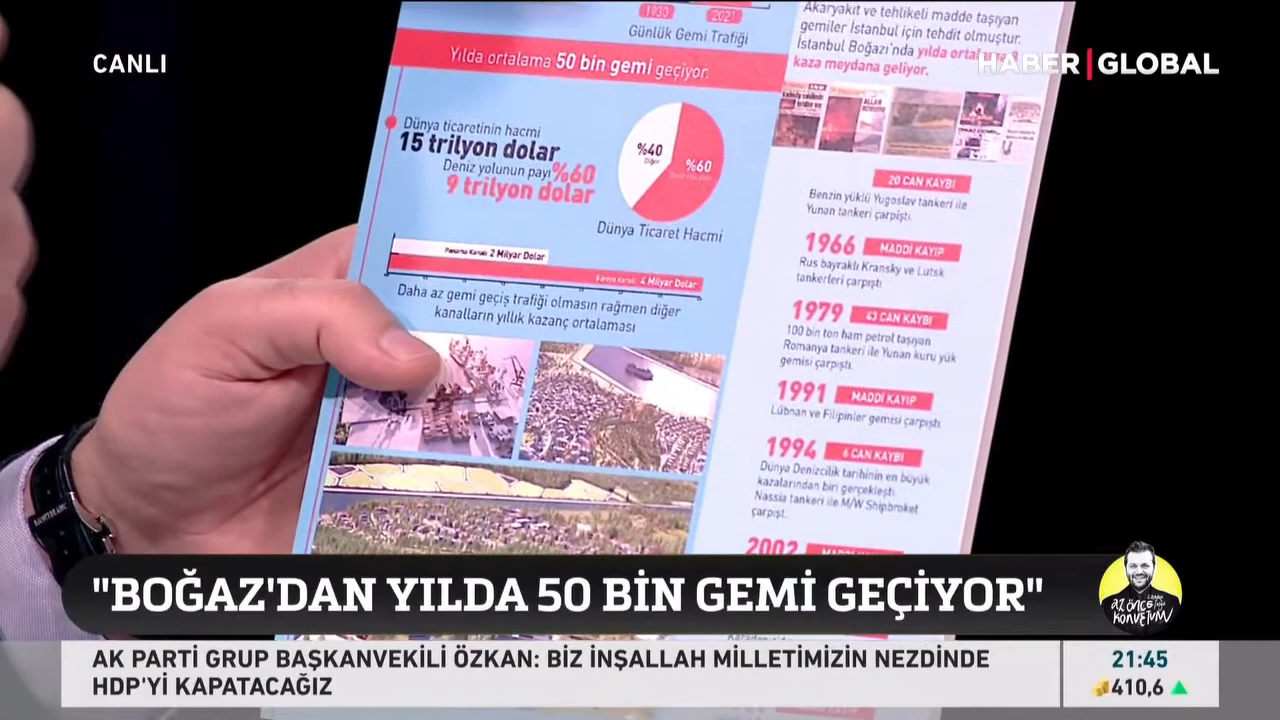 CANLI
HABER GLOBAL
1930
2021
Günlük Gemi Trafiği
Yılda ortalama 50 bin gemi geçiyor.
Dünya ticaretinin hacmi
15 trilyon dolar
Deniz yolunun payı %60
9 trilyon dolar
%40
Diğer
%60
Dünya Ticaret Hacmi
Panama Kanalı 2 Milyar Dolar
4 Milyar Dolar
Daha az gemi geçiş trafiği olmasın rağmen diğer
kanalların yıllık kazanç ortalaması
Akaryakıt ve tehlikeli madde taşıyan
gemiler İstanbul için tehdit olmuştur.
İstanbul Boğazı'nda yılda
kaza meydana geliyor.
20 CAN KAYBI
Benzin yüklü Yugoslav tankeri ile
Yunan tankeri çarpıştı.
1966 MADDİ KAYIP
Rus bayraklı Kransky ve Lutsk
tankerleri çarpıştı
1979 43 CAN KAYBI
100 bin ton ham petrol taşıyan
Romanya tankeri ile Yunan kuru yük
gemisi çarpıştı.
1991 MADDİ KAYIP
Lübnan ve Filipinler gemisi çarpıştı.
1994 6 CAN KAYBI
Dünya Denizcilik tarihinin en büyük
kazalarından biri gerçekleşti.
Nassia tankeri ile M/W Shipbroket
çarpışt.
2002
"BOĞAZ'DAN YILDA 50 BİN GEMİ GEÇİYOR"
AZ ÖNCE
KONUŞTUM
AK PARTİ GRUP BAŞKANVEKİLİ ÖZKAN: BİZ İNŞALLAH MİLLETİMİZİN NEZDİNDE
HDP'Yİ KAPATACAĞIZ
21:45
410,6